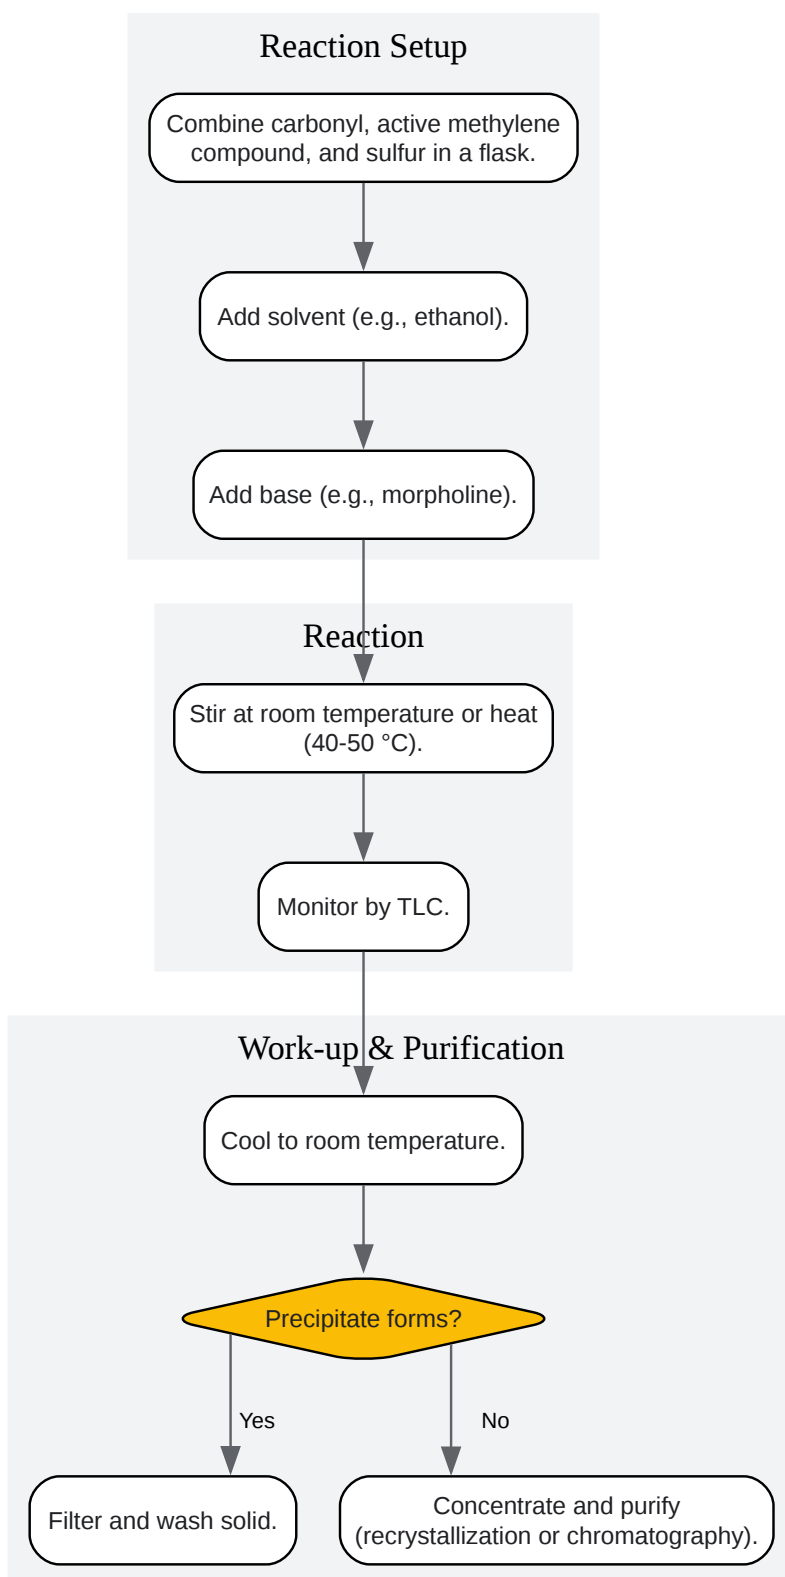 Reaction Setup
Combine carbonyl, active methylene
compound, and sulfur in a flask.
Add solvent (e.g., ethanol).
Add base (e.g., morpholine).
Reaction
Stir at room temperature or heat
(40-50 °C).
Monitor by TLC.
Work-up & Purification
Cool to room temperature.
Precipitate forms?
Yes
No
Filter and wash solid.
Concentrate and purify
(recrystallization or chromatography).